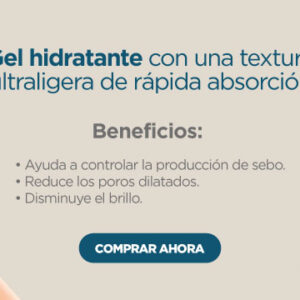 Gel hidratante con una textur
ltraligera de rápida absorció
Beneficios:
• Ayuda a controlar la producción de sebo.
• Reduce los poros dilatados.
• Disminuye el brillo.
COMPRAR AHORA